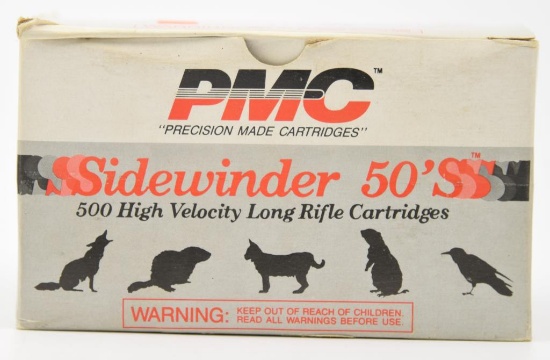 PMC™
"PRECISION MADE CARTRIDGES"
Sidewinder 50'S™
500 High Velocity Long Rifle Cartridges
WARNING: KEEP OUT OF REACH OF CHILDREN.
READ ALL WARNINGS BEFORE USE.